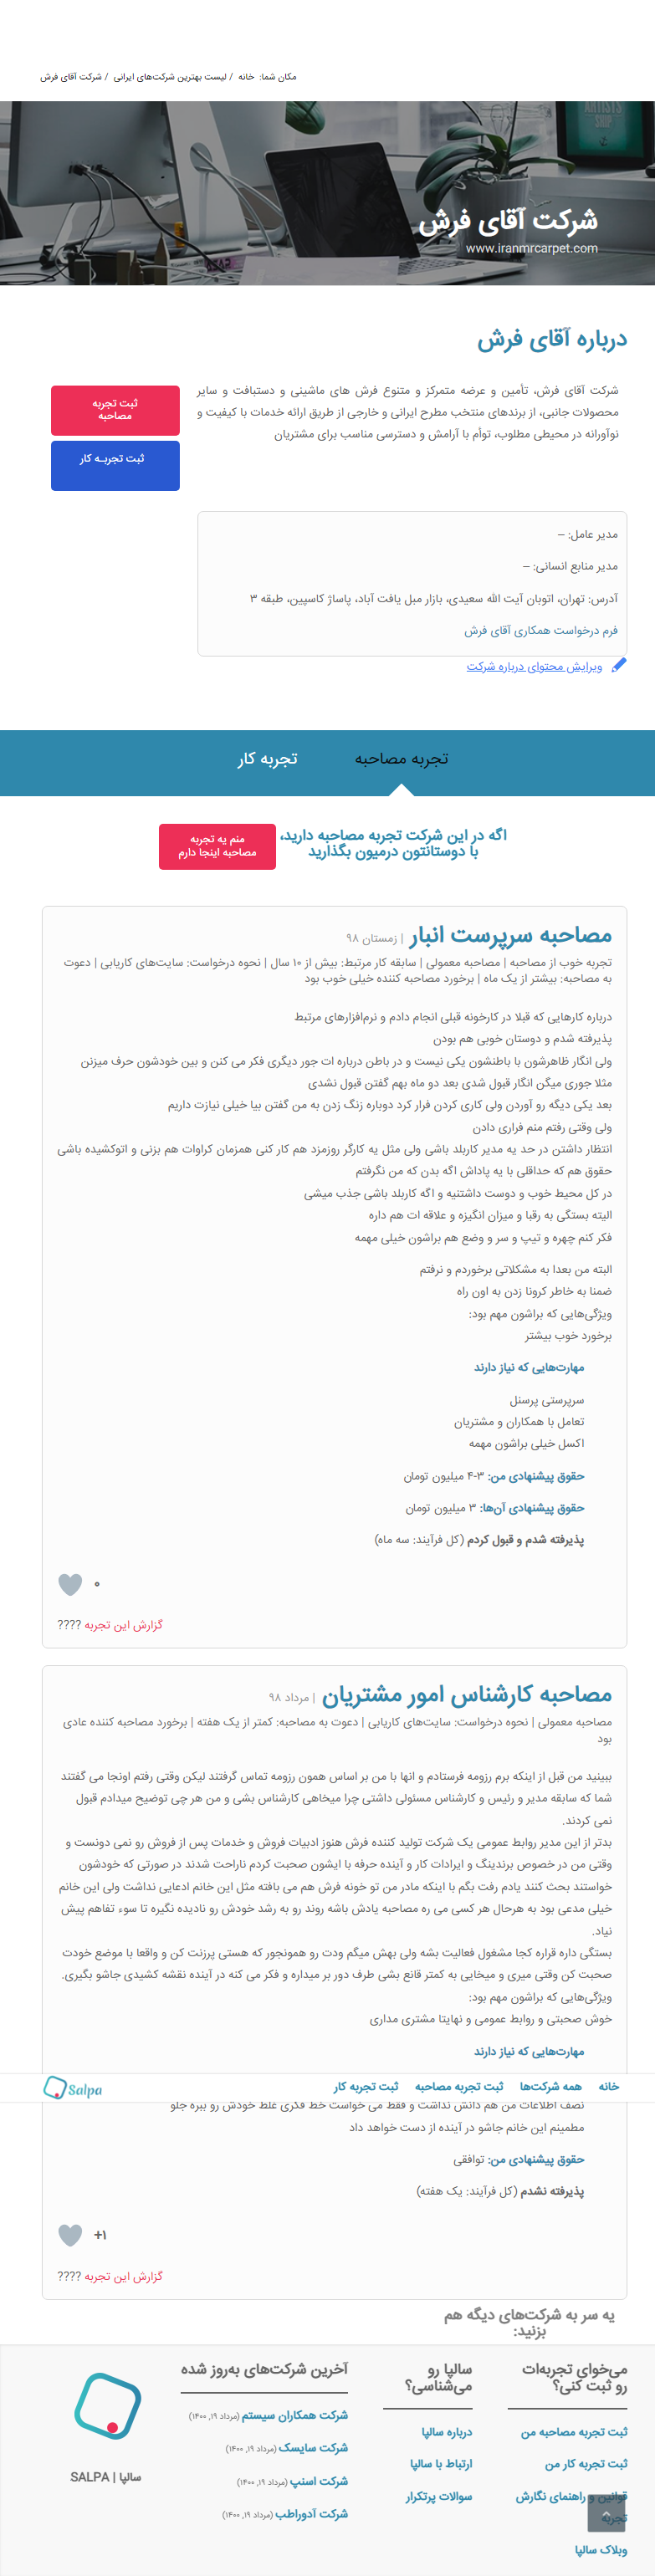 مکان شما: خانه / لیست بهترین شرکت‌های ایرانی / شرکت آقای فرش
شرکت آقای فرش
www.iranmrcarpet.com
درباره آقای فرش
شرکت آقای فرش، تأمین و عرضه متمرکز و متنوع فرش های ماشینی و دستبافت و سایر
محصولات جانبی، از برندهای منتخب مطرح ایرانی و خارجی از طریق ارائه خدمات با کیفیت و
نوآورانه در محیطی مطلوب، توأم با آرامش و دسترسی مناسب برای مشتریان
ثبت تجربه
مصاحبه
ثبت تجربـه کار
مدیر عامل: –
مدیر منابع انسانی: –
آدرس: تهران، اتوبان آیت الله سعیدی، بازار مبل یافت آباد، پاساژ کاسپین، طبقه ۳
فرم درخواست همکاری آقای فرش
ویرایش محتوای درباره شرکت
تجربه مصاحبه
تجربه کار
اگه در این شرکت تجربه مصاحبه دارید،
با دوستانتون درمیون بگذارید
منم یه تجربه
مصاحبه اینجا دارم
مصاحبه سرپرست انبار | زمستان ۹۸
تجربه خوب از مصاحبه | مصاحبه معمولی | سابقه کار مرتبط: بیش از ۱۰ سال | نحوه درخواست: سایت‌های کاریابی | دعوت
به مصاحبه: بیشتر از یک ماه | برخورد مصاحبه کننده خیلی خوب بود
درباره کارهایی که قبلا در کارخونه قبلی انجام دادم و نرم‌افزارهای مرتبط
پذیرفته شدم و دوستان خوبی هم بودن
ولی انگار ظاهرشون با باطنشون یکی نیست و در باطن درباره ات جور دیگری فکر می کنن و بین خودشون حرف میزنن
مثلا جوری میگن انگار قبول شدی بعد دو ماه بهم گفتن قبول نشدی
بعد یکی دیگه رو آوردن ولی کاری کردن فرار کرد دوباره زنگ زدن به من گفتن بیا خیلی نیازت داریم
ولی وقتی رفتم منم فراری دادن
انتظار داشتن در حد یه مدیر کاربلد باشی ولی مثل یه کارگر روزمزد هم کار کنی همزمان کراوات هم بزنی و اتوکشیده باشی
حقوق هم که حداقلی با یه پاداش اگه بدن که من نگرفتم
در کل محیط خوب و دوست داشتنیه و اگه کاربلد باشی جذب میشی
الیته بستگی به رقبا و میزان انگیزه و علاقه ات هم داره
فکر کنم چهره و تیپ و سر و وضع هم براشون خیلی مهمه
البته من بعدا به مشکلاتی برخوردم و نرفتم
ضمنا به خاطر کرونا زدن به اون راه
ویژگی‌هایی که براشون مهم بود:
برخورد خوب بیشتر
مهارت‌هایی که نیاز دارند
سرپرستی پرسنل
تعامل با همکاران و مشتریان
اکسل خیلی براشون مهمه
حقوق پیشنهادی من: ۳-۴ میلیون تومان
حقوق پیشنهادی آن‌ها: ۳ میلیون تومان
پذیرفته شدم و قبول کردم (کل فرآیند: سه ماه)
۰
گزارش این تجربه ????
مصاحبه کارشناس امور مشتریان | مرداد ۹۸
مصاحبه معمولی | نحوه درخواست: سایت‌های کاریابی | دعوت به مصاحبه: کمتر از یک هفته | برخورد مصاحبه کننده عادی
بود
ببینید من قبل از اینکه برم رزومه فرستادم و انها با من بر اساس همون رزومه تماس گرفتند لیکن وقتی رفتم اونجا می گفتند
شما که سابقه مدیر و رئیس و کارشناس مسئولی داشتی چرا میخاهی کارشناس بشی و من هر چی توضیح میدادم قبول
نمی کردند.
بدتر از این مدیر روابط عمومی یک شرکت تولید کننده فرش هنوز ادبیات فروش و خدمات پس از فروش رو نمی دونست و
وقتی من در خصوص برندینگ و ایرادات کار و آینده حرفه با ایشون صحبت کردم ناراحت شدند در صورتی که خودشون
خواستند بحث کنند یادم رفت بگم با اینکه مادر من تو خونه فرش هم می بافته مثل این خانم ادعایی نداشت ولی این خانم
خیلی مدعی بود به هرحال هر کسی می ره مصاحبه یادش باشه روند رو به رشد خودش رو نادیده نگیره تا سوء تفاهم پیش
نیاد.
بستگی داره قراره کجا مشغول فعالیت بشه ولی بهش میگم ودت رو همونجور که هستی پرزنت کن و واقعا با موضع خودت
صحبت کن وقتی میری و میخایی به کمتر قانع بشی طرف دور بر میداره و فکر می کنه در آینده نقشه کشیدی جاشو بگیری.
ویژگی‌هایی که براشون مهم بود:
خوش صحبتی و روابط عمومی و نهایتا مشتری مداری
مهارت‌هایی که نیاز دارند
خانه همه شرکت‌ها ثبت تجربه مصاحبه ثبت تجربه کار
Salpa
نصف اطلاعات من هم دانش نداشت و فقط می خواست خط فکری غلط خودش رو ببره جلو
مطمینم این خانم جاشو در آینده از دست خواهد داد
حقوق پیشنهادی من: توافقی
پذیرفته نشدم (کل فرآیند: یک هفته)
+۱
گزارش این تجربه ????
یه سر به شرکت‌های دیگه هم
بزنید:
می‌خوای تجربه‌ات
رو ثبت کنی؟
ثبت تجربه مصاحبه من
ثبت تجربه کار من
قوانین و راهنمای نگارش
تجربه
وبلاگ سالپا
سالپا رو
می‌شناسی؟
درباره سالپا
ارتباط با سالپا
سوالات پرتکرار
آخرین شرکت‌های به‌روز شده
شرکت همکاران سیستم (مرداد ۱۹, ۱۴۰۰)
شرکت سایسک (مرداد ۱۹, ۱۴۰۰)
شرکت اسنپ (مرداد ۱۹, ۱۴۰۰)
شرکت آدوراطب (مرداد ۱۹, ۱۴۰۰)
سالپا | SALPA